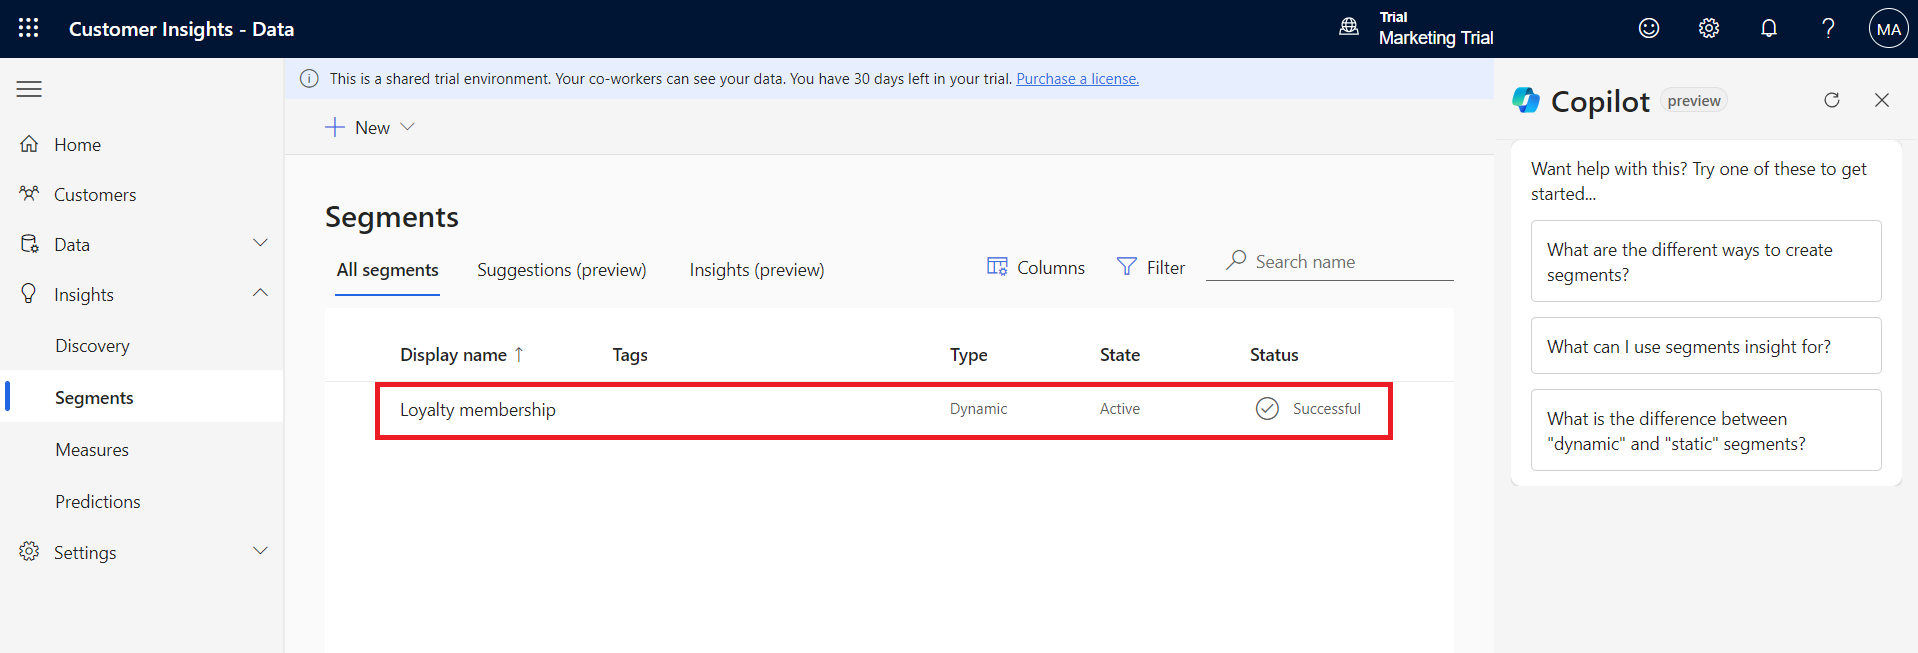 Customer Insights - Data
Trial
Marketing Trial
?
MA
This is a shared trial environment. Your co-workers can see your data. You have 30 days left in your trial. Purchase a license.
New
Home
Customers
Data
Insights
Discovery
Segments
Measures
Predictions
Settings
Segments
All segments
Suggestions (preview)
Insights (preview)
Columns
Filter
Search name
Display name ↑ Tags Type State Status
Loyalty membership Dynamic Active Successful
Copilot preview
Want help with this? Try one of these to get
started...
What are the different ways to create
segments?
What can I use segments insight for?
What is the difference between
"dynamic" and "static" segments?